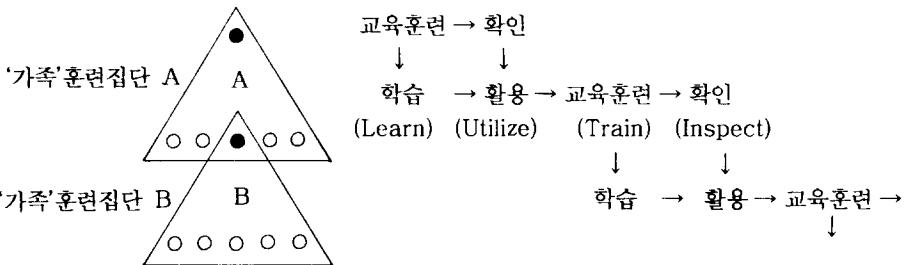 교육훈련 → 확인
↓ ↓
'가족'훈련집단 A
A
학습 → 활용 → 교육훈련 → 확인
(Learn) (Utilize) (Train) (Inspect)
↓ ↓
'가족'훈련집단 B
B
학습 → 활용 → 교육훈련 →
↓